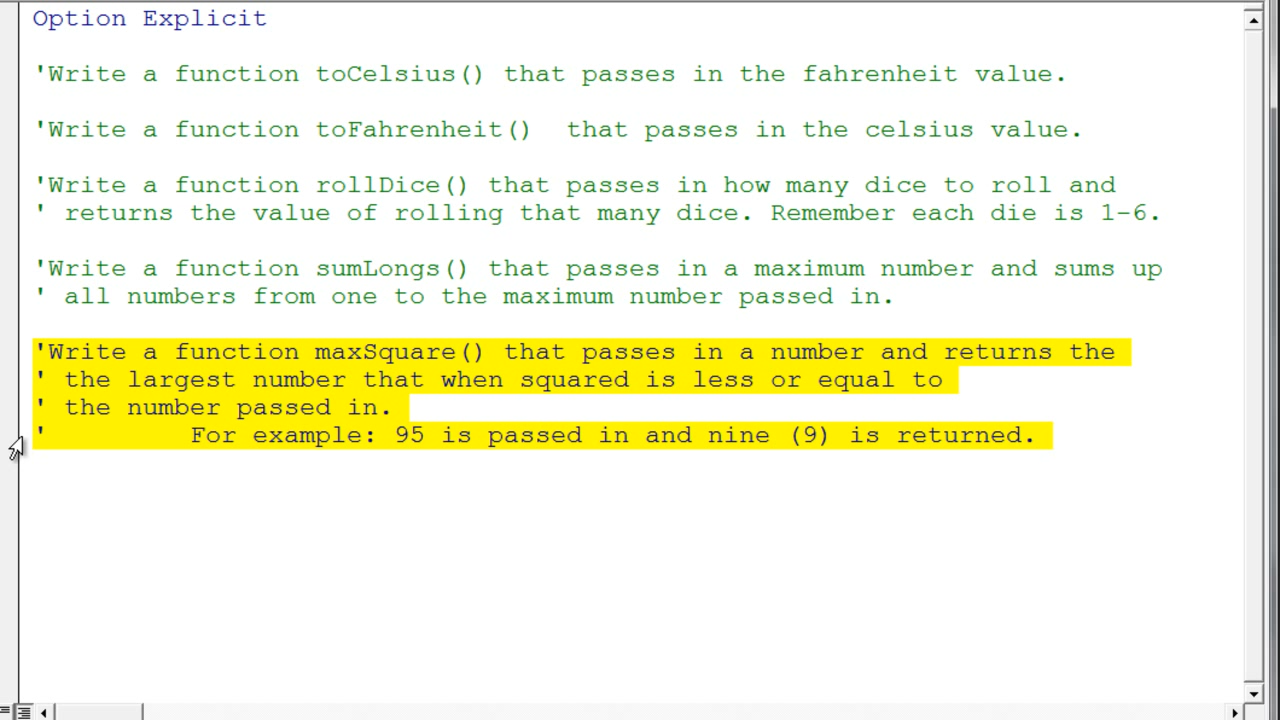 Option Explicit
'Write a function toCelsius() that passes in the fahrenheit value.
'Write a function toFahrenheit()  that passes in the celsius value.
'Write a function rollDice() that passes in how many dice to roll and
' returns the value of rolling that many dice. Remember each die is 1-6.
'Write a function sumLongs() that passes in a maximum number and sums up
' all numbers from one to the maximum number passed in.
'Write a function maxSquare() that passes in a number and returns the
' the largest number that when squared is less or equal to
' the number passed in.
'         For example: 95 is passed in and nine (9) is returned.